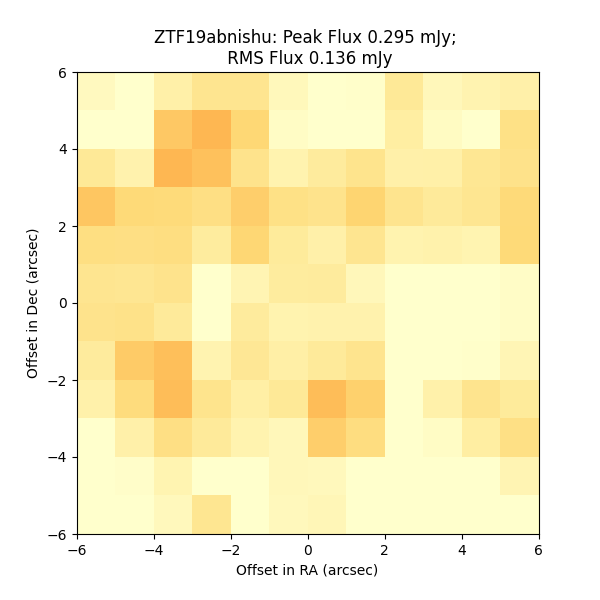 ZTF19abnishu: Peak Flux 0.295 mJy;
RMS Flux 0.136 mJy
6
4
2
0
−2
−4
−6
Offset in Dec (arcsec)
−6 −4 −2 0 2 4 6
Offset in RA (arcsec)